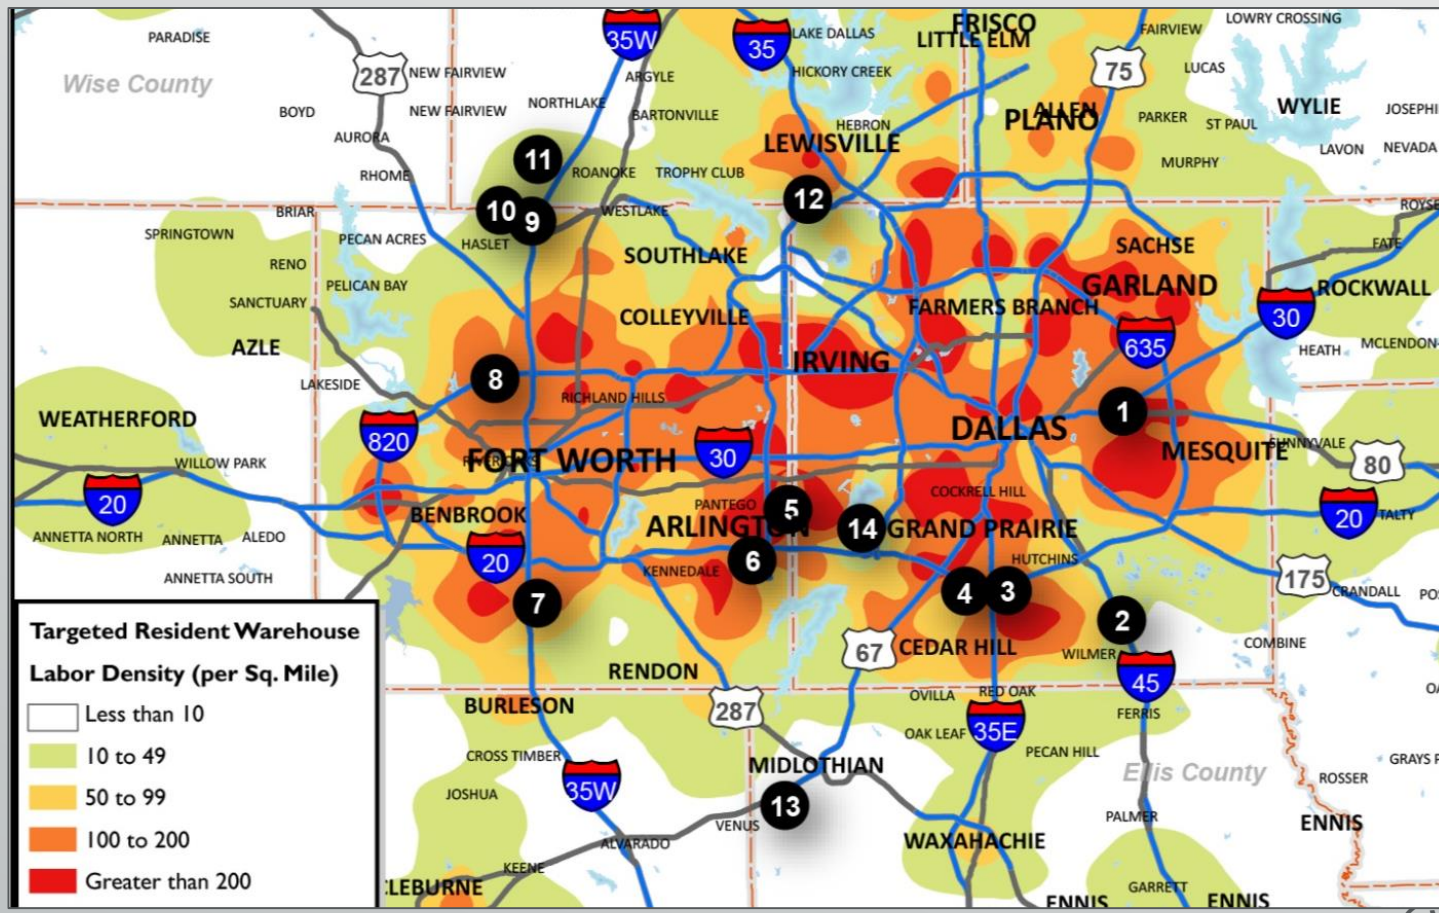 PARADISE
Wise County
287
NEW FAIRVIEW
NEW FAIRVIEW
BOYD
AURORA
RHOME
35W
ARGYLE
NORTHLAKE
BARTONVILLE
35
LAKE DALLAS
HICKORY CREEK
HEBRON
LEWISVILLE
FRISCO
LITTLE ELM
75
FAIRVIEW
LOWRY CROSSING
LUCAS
ALLEN
PLANO
PARKER
ST PAUL
WYLIE
JOSEPHI
LAVON
NEVADA
MURPHY
11
ROANOKE
TROPHY CLUB
10
9
12
WESTLAKE
HASLET
BRIAR
PECAN ACRES
SPRINGTOWN
RENO
PELICAN BAY
SANCTUARY
SOUTHLAKE
COLLEYVILLE
SACHSE
GARLAND
FARMERS BRANCH
ROYSE
FATE
ROCKWALL
30
635
HEATH
MCLENDON-
AZLE
LAKESIDE
8
IRVING
RICHLAND HILLS
WEATHERFORD
820
WILLOW PARK
20
ANNETTA NORTH
ANNETTA
ALEDO
ANNETTA SOUTH
FORT WORTH
30
DALLAS
1
MESQUITE
SUNNYVALE
80
20
TALTY
BENBROOK
20
PANTEGO
5
ARLINGTON
14
GRAND PRAIRIE
COCKRELL HILL
6
KENNEDALE
HUTCHINS
7
4
3
2
175
CRANDALL
COMBINE
67
CEDAR HILL
WILMER
45
RENDON
BURLESON
287
OVILLA
RED OAK
FERRIS
OAK LEAF
35E
PECAN HILL
Ellis County
CROSS TIMBER
35W
MIDLOTHIAN
13
JOSHUA
VENUS
ALVARADO
KEENE
CLEBURNE
WAXAHACHIE
PALMER
ROSSER
GRAYS P
ENNIS
GARRETT
ENNIS
ENNIS
Targeted Resident Warehouse
Labor Density (per Sq. Mile)
Less than 10
10 to 49
50 to 99
100 to 200
Greater than 200